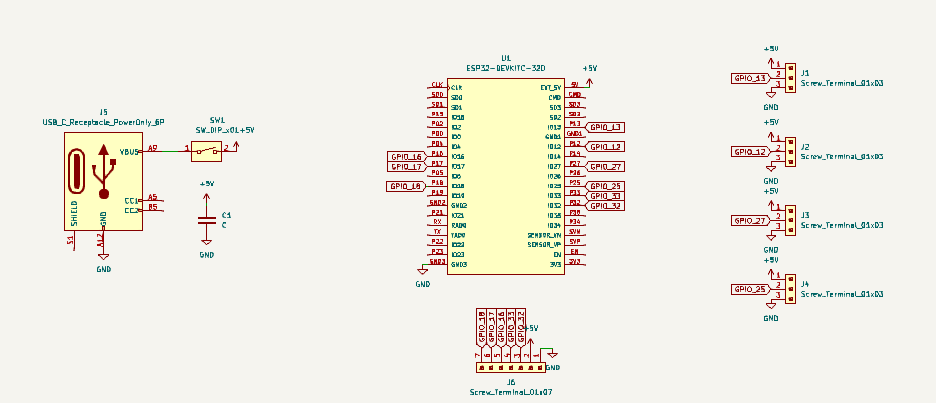 J5
USB_C_Receptacle_PowerOnly_6P
VBUS
A9
CC1
A5
CC2
B5
SHIELD
GND
S1
A12
GND
SW1
SW_DIP_x01
+5V
1
2
+5V
C1
C
GND
U1
ESP32-DEVKITC-32D
+5V
CLK
CLK
EXT_5V
5V
SD0
SD0
CMD
CMD
SD1
SD1
SD3
SD3
P15
IO15
SD2
SD2
P02
IO2
IO13
P13
GPIO_13
P00
IO0
GND1
GND1
P04
IO4
IO12
P12
GPIO_12
GPIO_16
P16
IO16
IO14
P14
GPIO_17
P17
IO17
IO27
P27
GPIO_27
P05
IO5
IO26
P26
GPIO_18
P18
IO18
IO25
P25
GPIO_25
P19
IO19
IO33
P33
GPIO_33
GND2
GND2
IO32
P32
GPIO_32
P21
IO21
IO35
P35
RX
RXD0
IO34
P34
TX
TXD0
SENSOR_VN
SVN
P22
IO22
SENSOR_VP
SVP
P23
IO23
EN
EN
GND3
GND3
3V3
3V3
GND
GPIO_18
GPIO_17
GPIO_16
GPIO_33
GPIO_32
+5V
7
6
5
4
3
2
1
GND
J6
Screw_Terminal_01x07
+5V
1
2
3
GPIO_13
GND
J1
Screw_Terminal_01x03
+5V
1
2
3
GPIO_12
GND
J2
Screw_Terminal_01x03
+5V
1
2
3
GPIO_27
GND
J3
Screw_Terminal_01x03
+5V
1
2
3
GPIO_25
GND
J4
Screw_Terminal_01x03